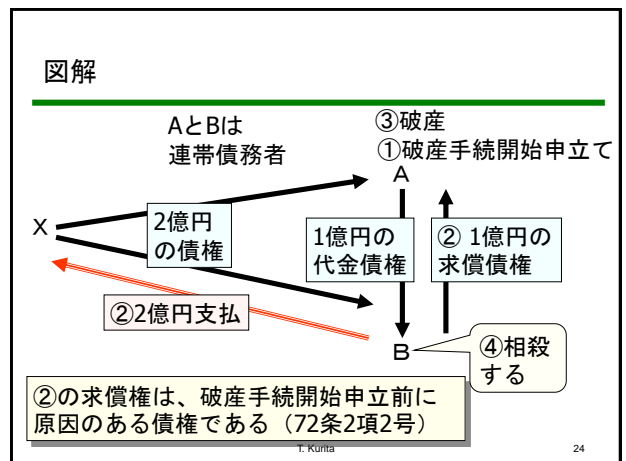 図解
AとBは
連帯債務者
③破産
①破産手続開始申立て
A
X
2億円
の債権
1億円の
代金債権
② 1億円の
求償債権
②2億円支払
B
④相殺
する
②の求償権は、破産手続開始申立前に
原因のある債権である（72条2項2号）
T. Kurita
24